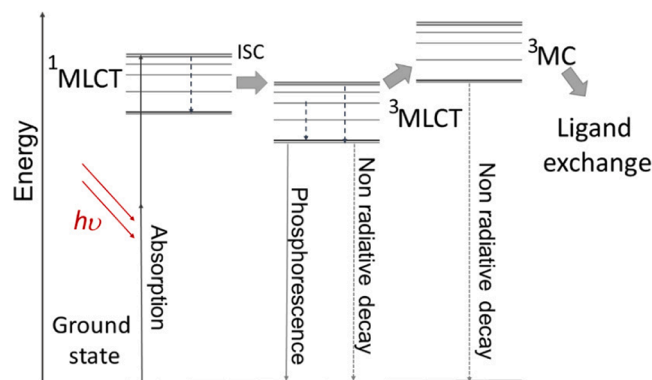 Energy
¹MLCT
ISC
³MLCT
³MC
Ligand
exchange
hυ
Absorption
Phosphorescence
Non radiative decay
Non radiative decay
Ground
state